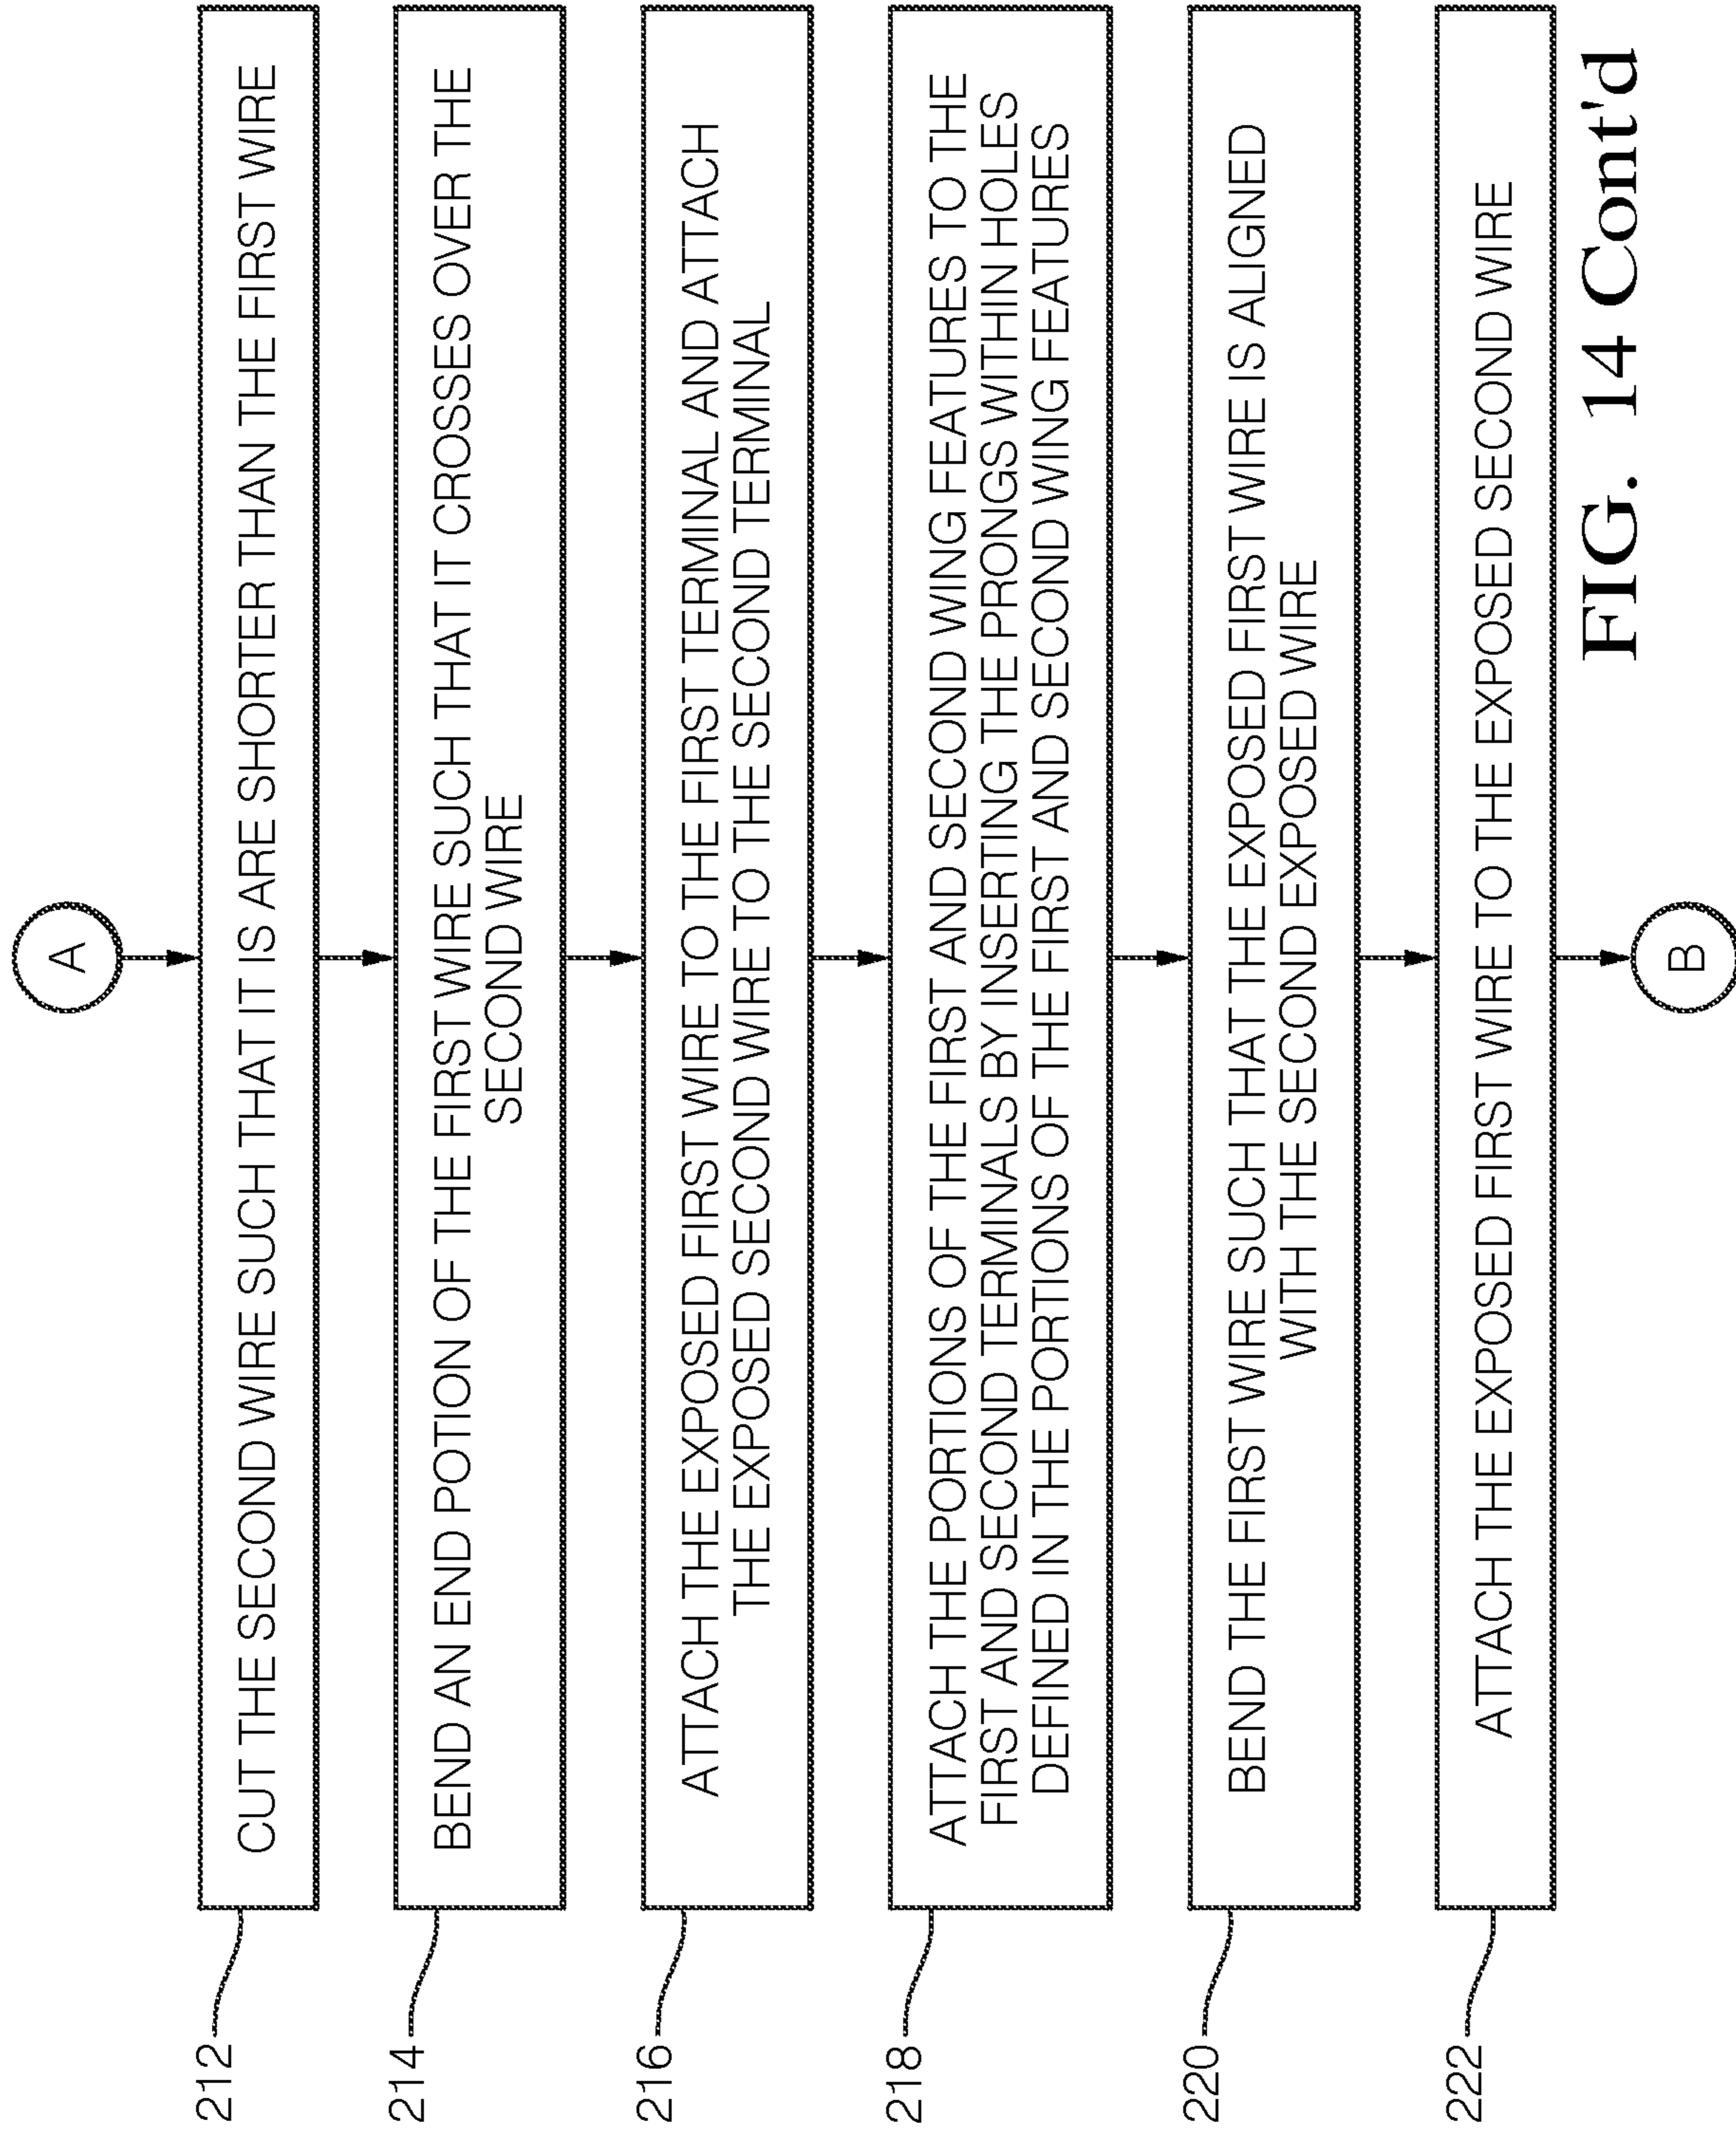 A
212
CUT THE SECOND WIRE SUCH THAT IT IS ARE SHORTER THAN THE FIRST WIRE
214
BEND AN END POTION OF THE FIRST WIRE SUCH THAT IT CROSSES OVER THE
SECOND WIRE
216
ATTACH THE EXPOSED FIRST WIRE TO THE FIRST TERMINAL AND ATTACH
THE EXPOSED SECOND WIRE TO THE SECOND TERMINAL
218
ATTACH THE PORTIONS OF THE FIRST AND SECOND WING FEATURES TO THE
FIRST AND SECOND TERMINALS BY INSERTING THE PRONGS WITHIN HOLES
DEFINED IN THE PORTIONS OF THE FIRST AND SECOND WING FEATURES
220
BEND THE FIRST WIRE SUCH THAT THE EXPOSED FIRST WIRE IS ALIGNED
WITH THE SECOND EXPOSED WIRE
222
ATTACH THE EXPOSED FIRST WIRE TO THE EXPOSED SECOND WIRE
B
FIG. 14 Cont'd